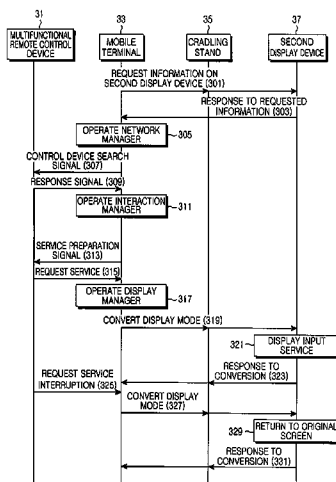 31
33
35
37
MULTIFUNCTIONAL
REMOTE CONTROL
DEVICE
MOBILE
TERMINAL
CRADLING
STAND
SECOND
DISPLAY DEVICE
REQUEST INFORMATION ON
SECOND DISPLAY DEVICE (301)
RESPONSE TO REQUESTED
INFORMATION (303)
OPERATE NETWORK
MANAGER
305
CONTROL DEVICE SEARCH
SIGNAL (307)
RESPONSE SIGNAL (309)
OPERATE INTERACTION
MANAGER
311
SERVICE PREPARATION
SIGNAL (313)
REQUEST SERVICE (315)
OPERATE DISPLAY
MANAGER
317
CONVERT DISPLAY MODE (319)
321
DISPLAY INPUT
SERVICE
RESPONSE TO
CONVERSION (323)
REQUEST SERVICE
INTERRUPTION (325)
CONVERT DISPLAY
MODE (327)
329
RETURN TO ORIGINAL
SCREEN
RESPONSE TO
CONVERSION (331)